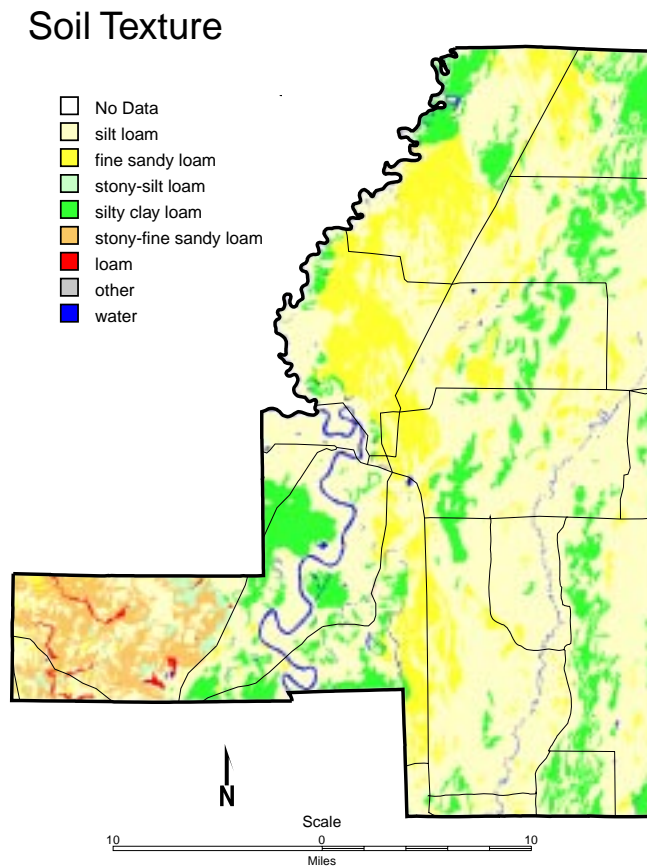 Soil Texture
No Data
silt loam
fine sandy loam
stony-silt loam
silty clay loam
stony-fine sandy loam
loam
other
water
N
Scale
10 0 10
Miles